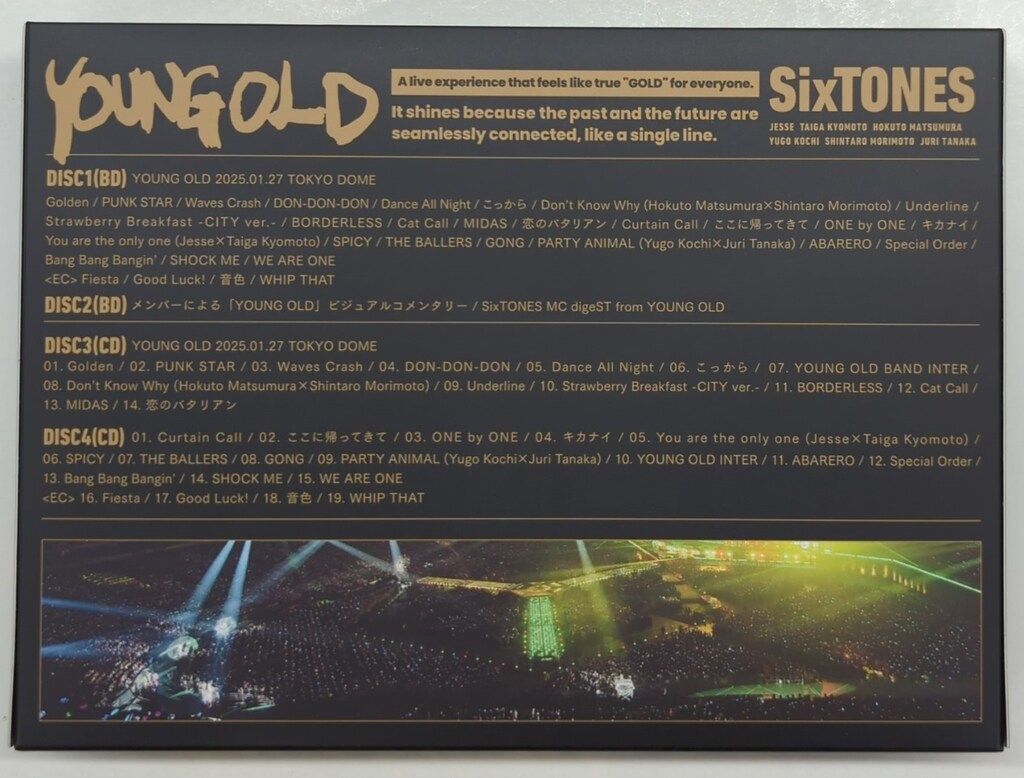 YOUNG OLD
A live experience that feels like true "GOLD" for everyone.
It shines because the past and the future are
seamlessly connected, like a single line.
SixTONES
JESSE TAIGA KYOMOTO HOKUTO MATSUMURA
YUGO KOCHI SHINTARO MORIMOTO JURI TANAKA
DISC1(BD) YOUNG OLD 2025.01.27 TOKYO DOME
Golden / PUNK STAR / Waves Crash / DON-DON-DON / Dance All Night / こっから / Don't Know Why (Hokuto Matsumura×Shintaro Morimoto) / Underline /
Strawberry Breakfast -CITY ver.- / BORDERLESS / Cat Call / MIDAS / 恋のバタリアン / Curtain Call / ここに帰ってきて / ONE by ONE / キカナイ /
You are the only one (Jesse×Taiga Kyomoto) / SPICY / THE BALLERS / GONG / PARTY ANIMAL (Yugo Kochi×Juri Tanaka) / ABARERO / Special Order /
Bang Bang Bangin' / SHOCK ME / WE ARE ONE
<EC> Fiesta / Good Luck! / 音色 / WHIP THAT
DISC2(BD) メンバーによる「YOUNG OLD」ビジュアルコメンタリー / SixTONES MC digeST from YOUNG OLD
DISC3(CD) YOUNG OLD 2025.01.27 TOKYO DOME
01. Golden / 02. PUNK STAR / 03. Waves Crash / 04. DON-DON-DON / 05. Dance All Night / 06. こっから / 07. YOUNG OLD BAND INTER /
08. Don't Know Why (Hokuto Matsumura×Shintaro Morimoto) / 09. Underline / 10. Strawberry Breakfast -CITY ver.- / 11. BORDERLESS / 12. Cat Call /
13. MIDAS / 14. 恋のバタリアン
DISC4(CD) 01. Curtain Call / 02. ここに帰ってきて / 03. ONE by ONE / 04. キカナイ / 05. You are the only one (Jesse×Taiga Kyomoto) /
06. SPICY / 07. THE BALLERS / 08. GONG / 09. PARTY ANIMAL (Yugo Kochi×Juri Tanaka) / 10. YOUNG OLD INTER / 11. ABARERO / 12. Special Order /
13. Bang Bang Bangin' / 14. SHOCK ME / 15. WE ARE ONE
<EC> 16. Fiesta / 17. Good Luck! / 18. 音色 / 19. WHIP THAT